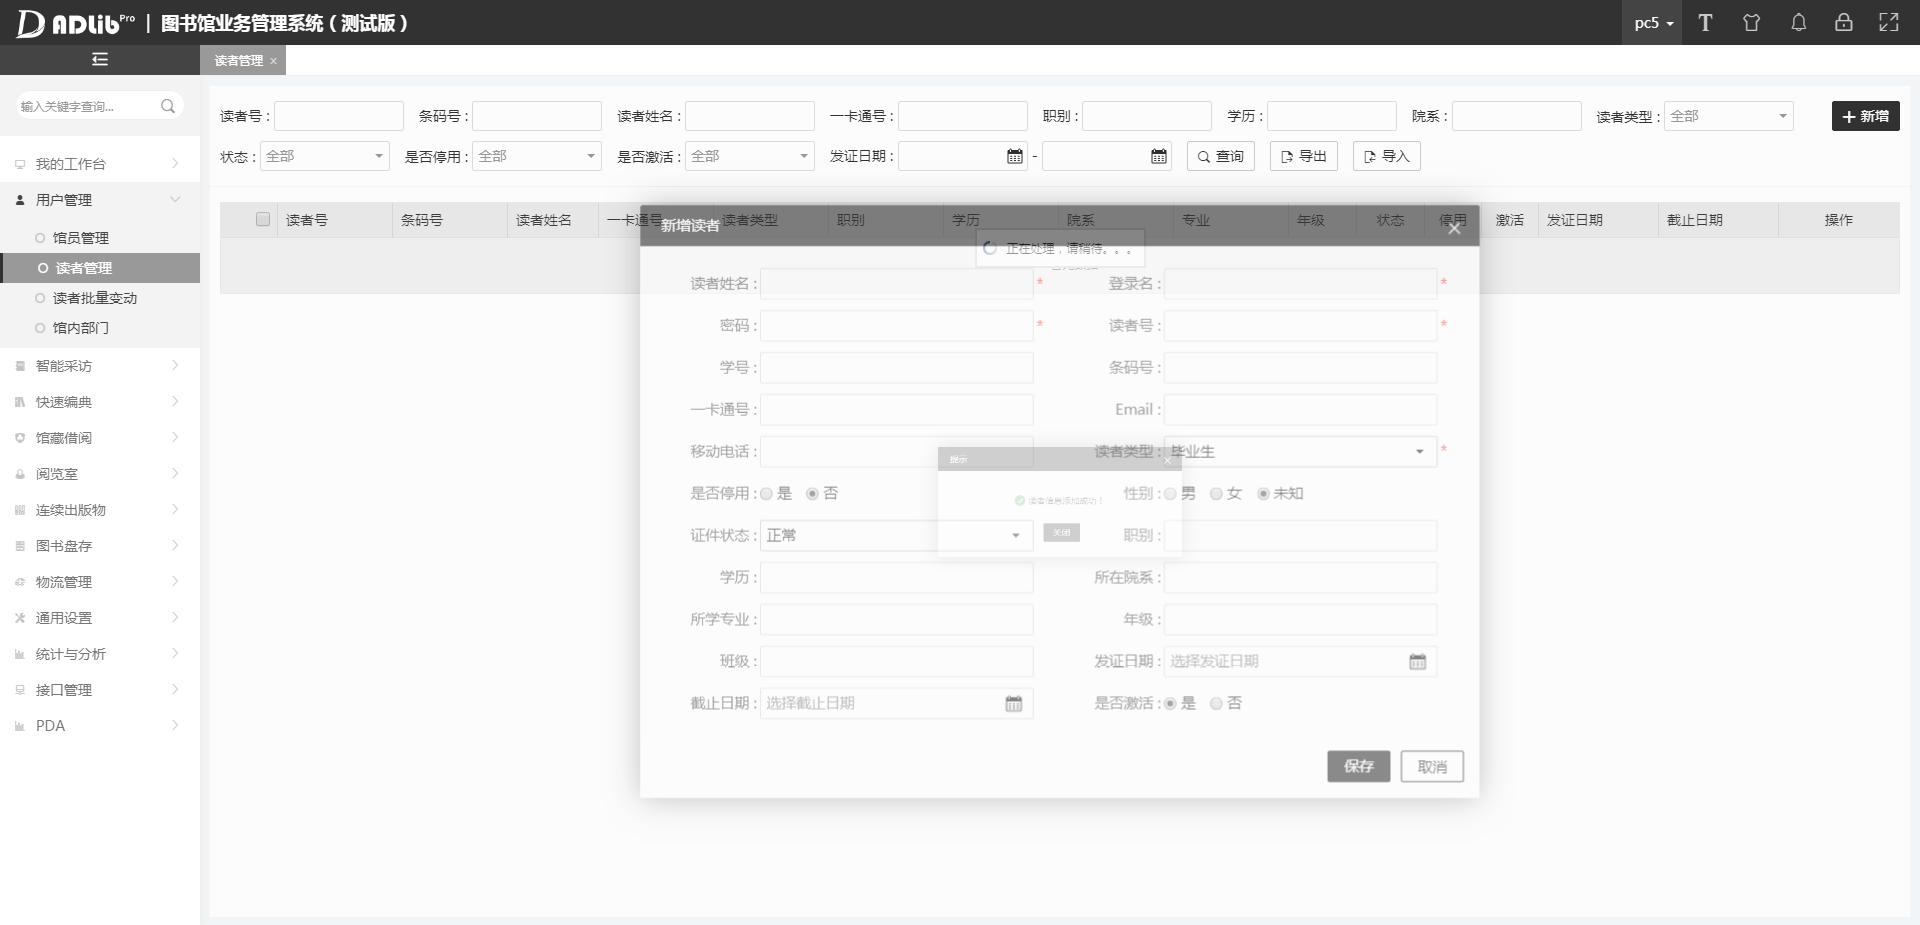 ADLib Pro | 图书馆业务管理系统（测试版）
pc5
读者管理 ×
输入关键字查询...
我的工作台
用户管理
馆员管理
读者管理
读者批量变动
馆内部门
智能采访
快速编典
馆藏借阅
阅览室
连续出版物
图书盘存
物流管理
通用设置
统计与分析
接口管理
PDA
读者号： 条码号： 读者姓名： 一卡通号： 职别： 学历： 院系： 读者类型：全部 新增
状态：全部 是否停用：全部 是否激活：全部 发证日期： - 查询 导出 导入
读者号 条码号 读者姓名 一卡通号 读者类型 职别 学历 院系 专业 年级 状态 停用 激活 发证日期 截止日期 操作
新增读者
正在处理，请稍待。。。
读者姓名： * 登录名： *
密码： * 读者号： *
学号： 条码号：
一卡通号： Email：
移动电话： 读者类型：毕业生 *
是否停用： 是 否 性别： 男 女 未知
证件状态：正常 职别：
学历： 所在院系：
所学专业： 年级：
班级： 发证日期：选择发证日期
截止日期：选择截止日期 是否激活： 是 否
保存 取消
提示
读者信息添加成功！
关闭